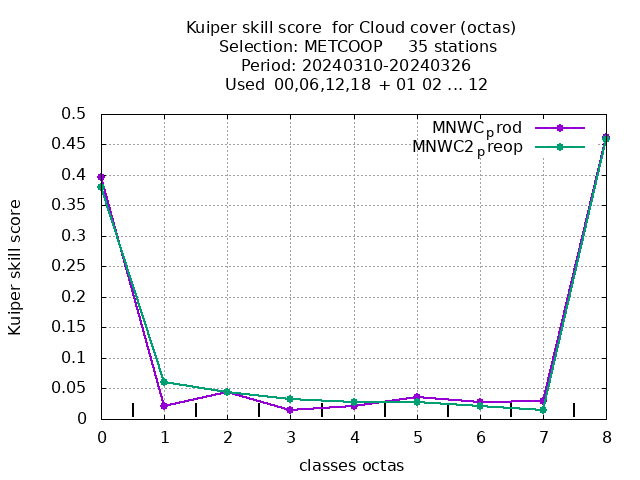 Kuiper skill score  for Cloud cover (octas)
Selection: METCOOP     35 stations
Period: 20240310-20240326
Used  00,06,12,18 + 01 02 ... 12
MNWCprod
MNWC2preop
0.5
0.45
0.4
0.35
0.3
0.25
0.2
0.15
0.1
0.05
0
Kuiper skill score
0 1 2 3 4 5 6 7 8
classes octas